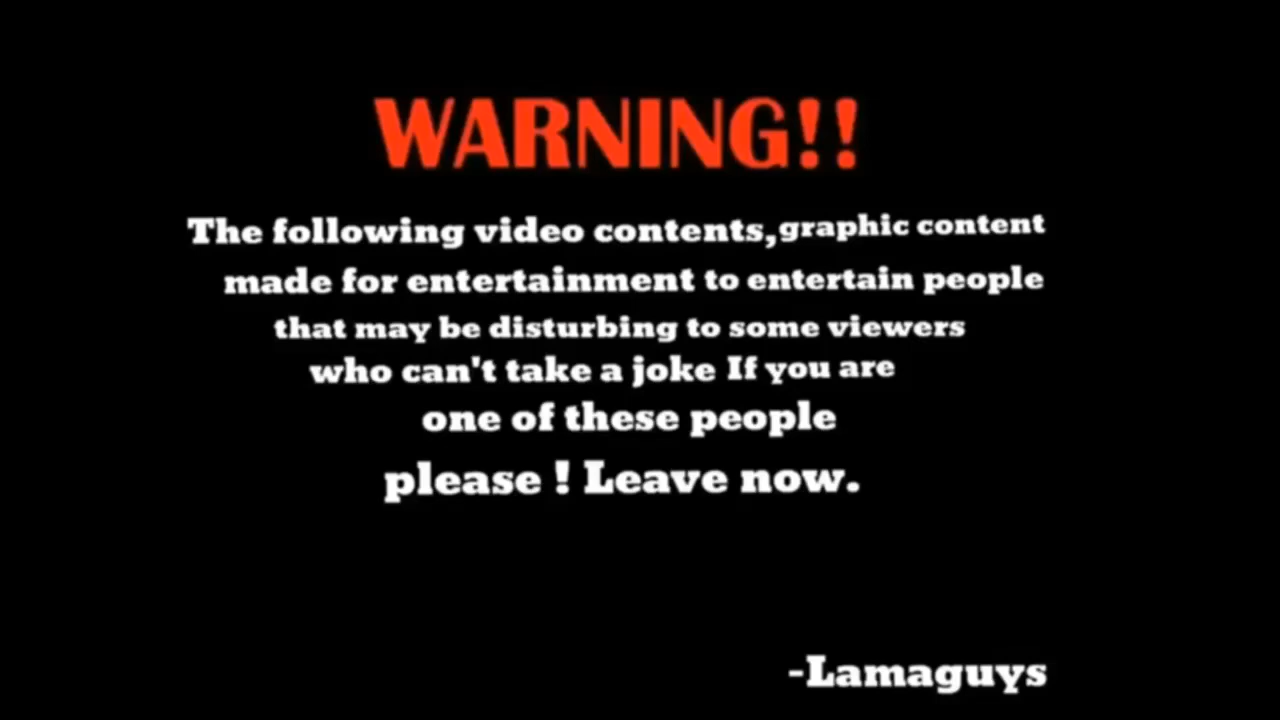 WARNING!!
The following video contents,graphic content
made for entertainment to entertain people
that may be disturbing to some viewers
who can't take a joke If you are
one of these people
please ! Leave now.
-Lamaguys